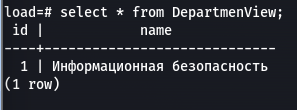 load=# select * from DepartmenView;
 id |            name
----+----------------------------
  1 | Информационная безопасность
(1 row)